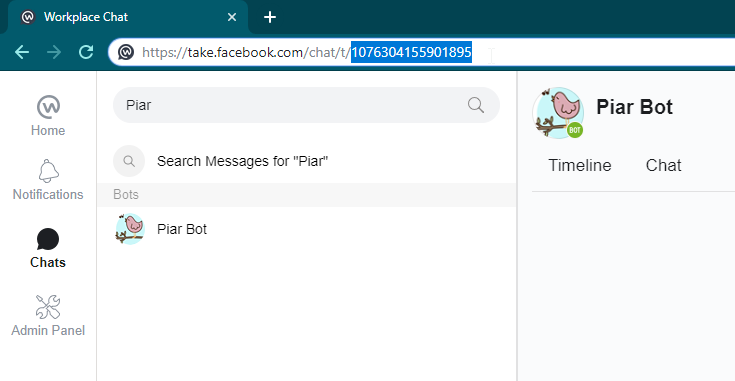 Workplace Chat
https://take.facebook.com/chat/t/1076304155901895
Home
Notifications
Chats
Admin Panel
Piar
Search Messages for "Piar"
Bots
Piar Bot
BOT
Piar Bot
Timeline Chat